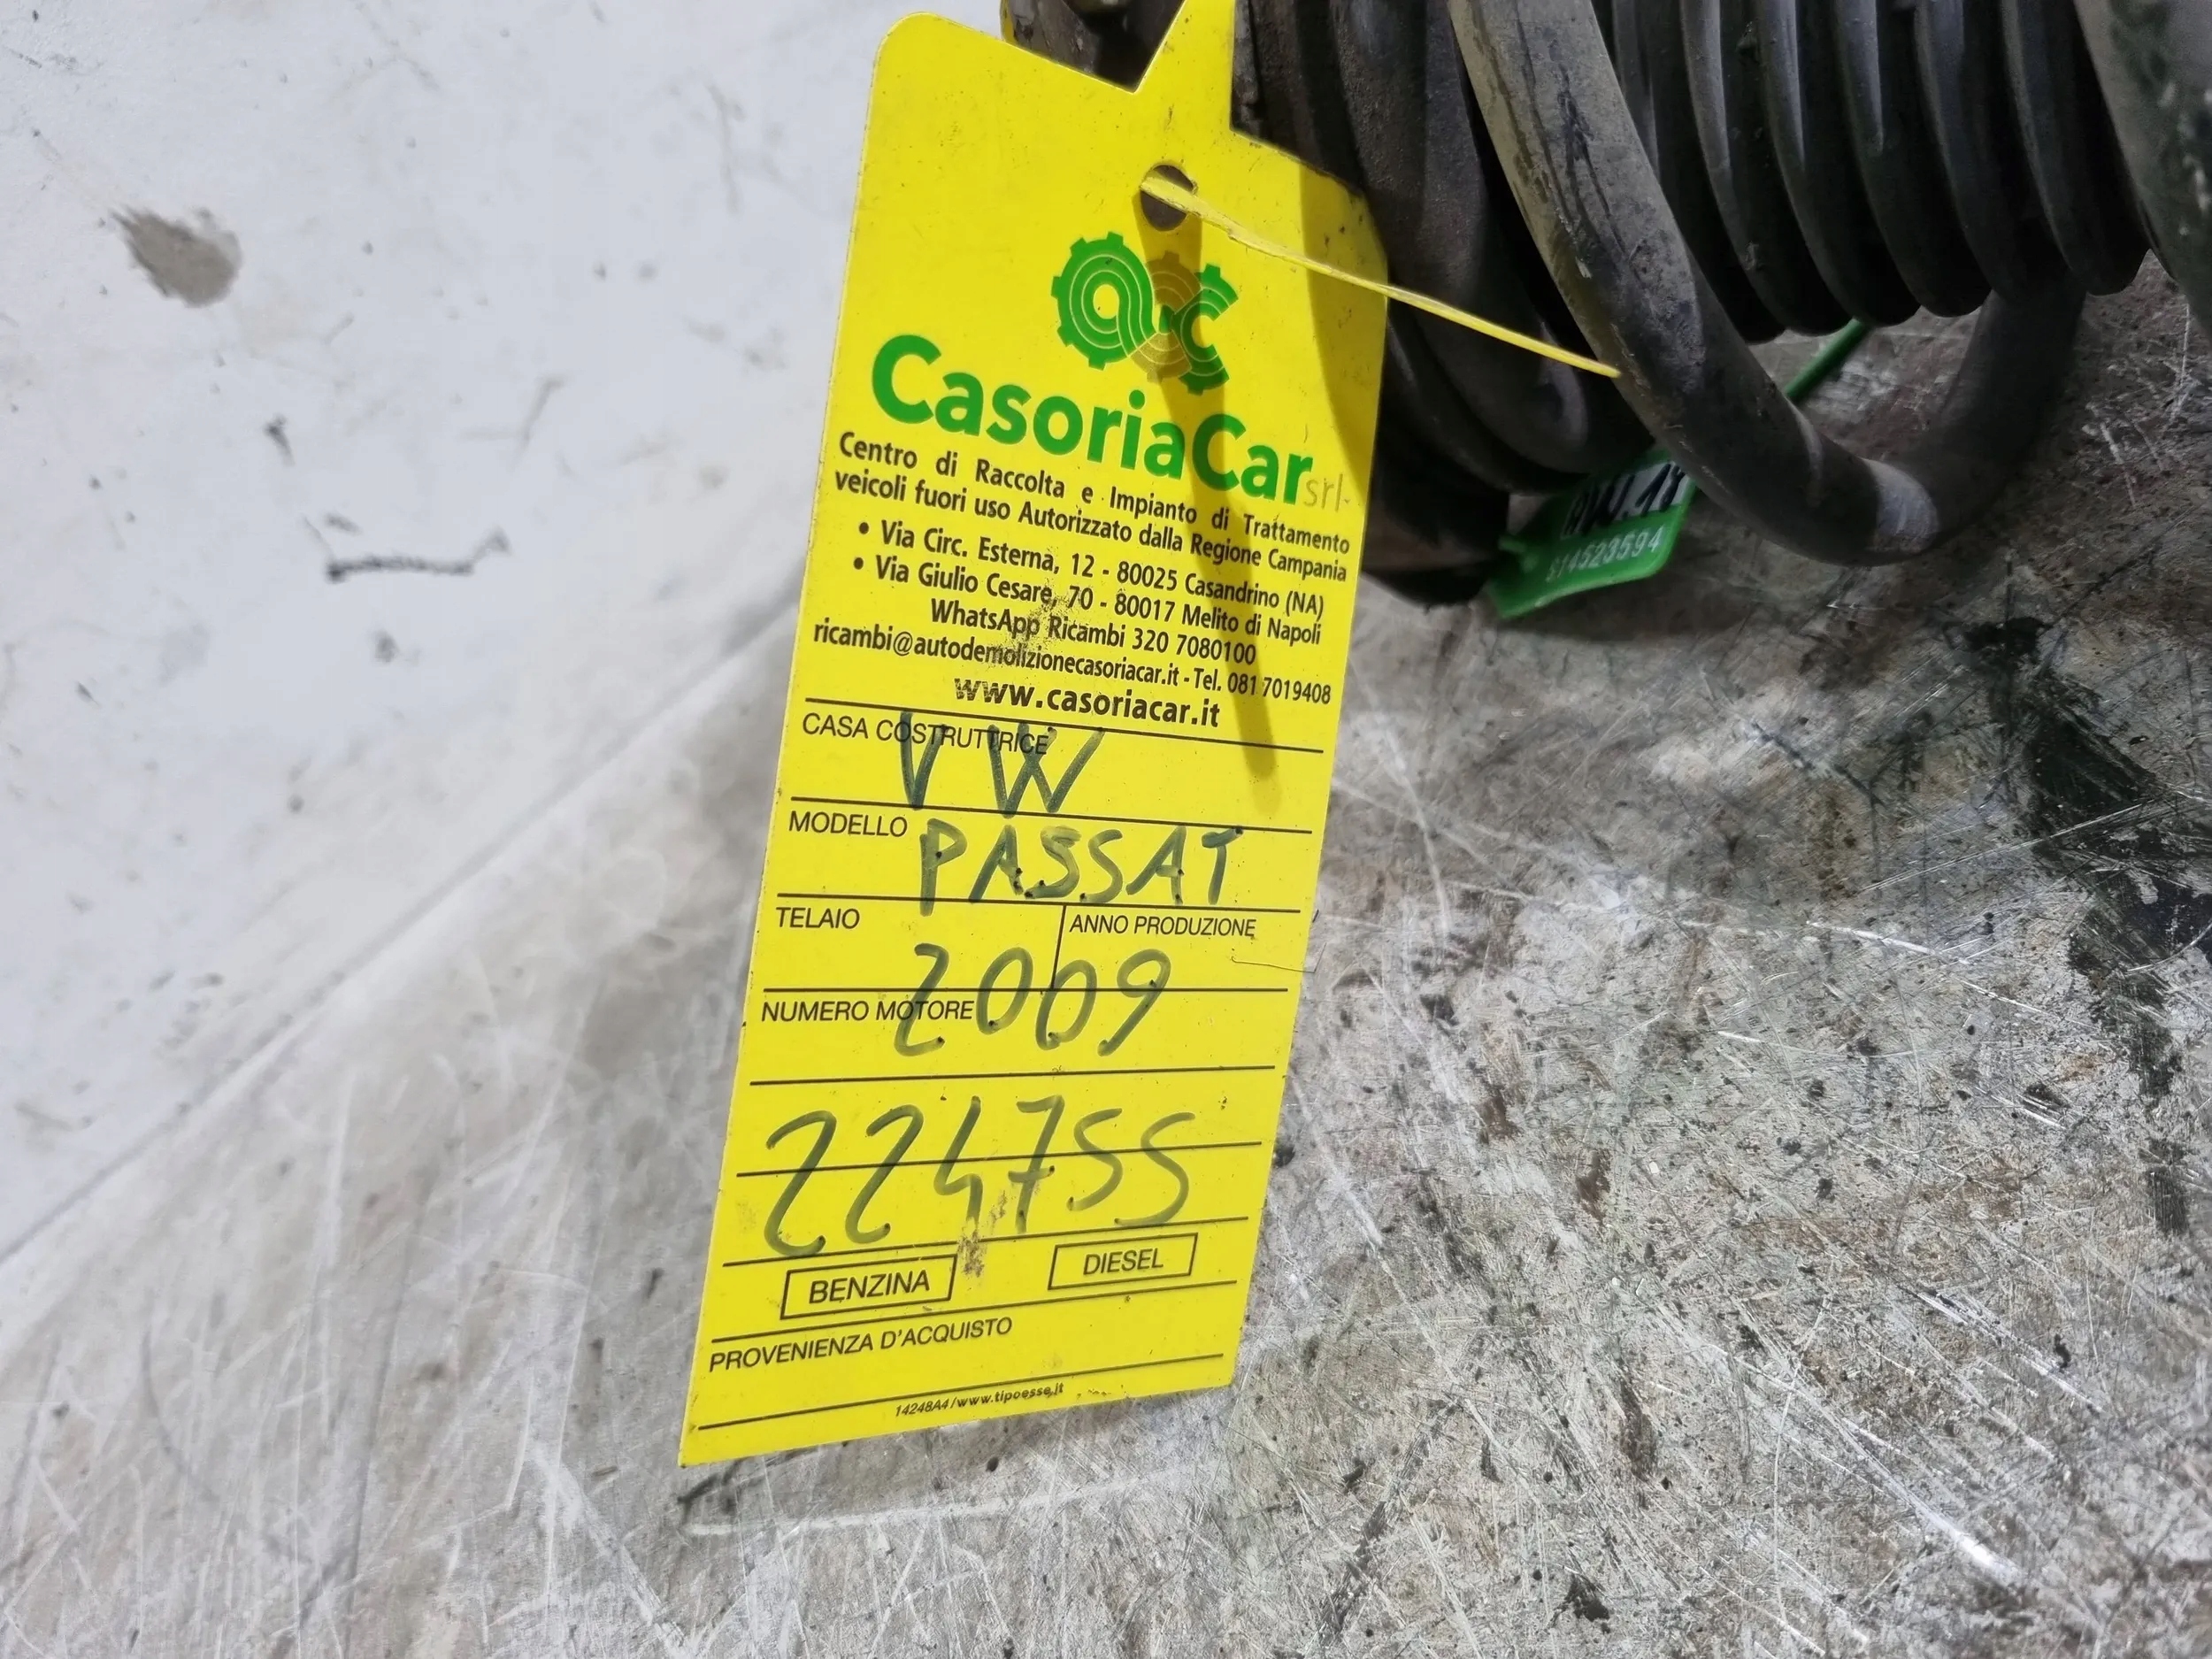 ac
CasoriaCar srl
Centro di Raccolta e Impianto di Trattamento
veicoli fuori uso Autorizzato dalla Regione Campania
• Via Circ. Esterna, 12 - 80025 Casandrino (NA)
• Via Giulio Cesare, 70 - 80017 Melito di Napoli
WhatsApp Ricambi 320 7080100
ricambi@autodemolizionecasoriacar.it - Tel. 081 7019408
www.casoriacar.it
CASA COSTRUTTRICE
VW
MODELLO PASSAT
TELAIO ANNO PRODUZIONE
2009
NUMERO MOTORE
224755
BENZINA DIESEL
PROVENIENZA D'ACQUISTO
14248A4/www.tipoesse.it
S14523594